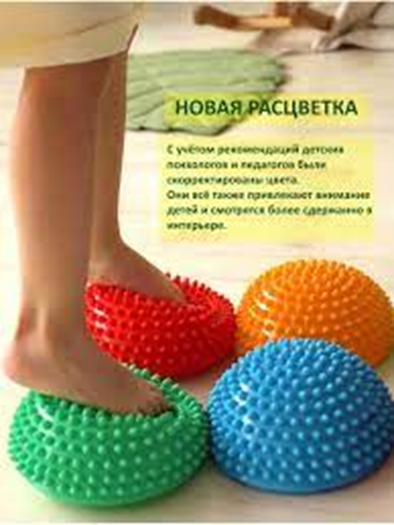 НОВАЯ РАСЦВЕТКА
С учётом рекомендаций детских
психологов и педагогов были
скорректированы цвета.
Они всё также привлекают внимание
детей и смотрятся более сдержанно в
интерьере.